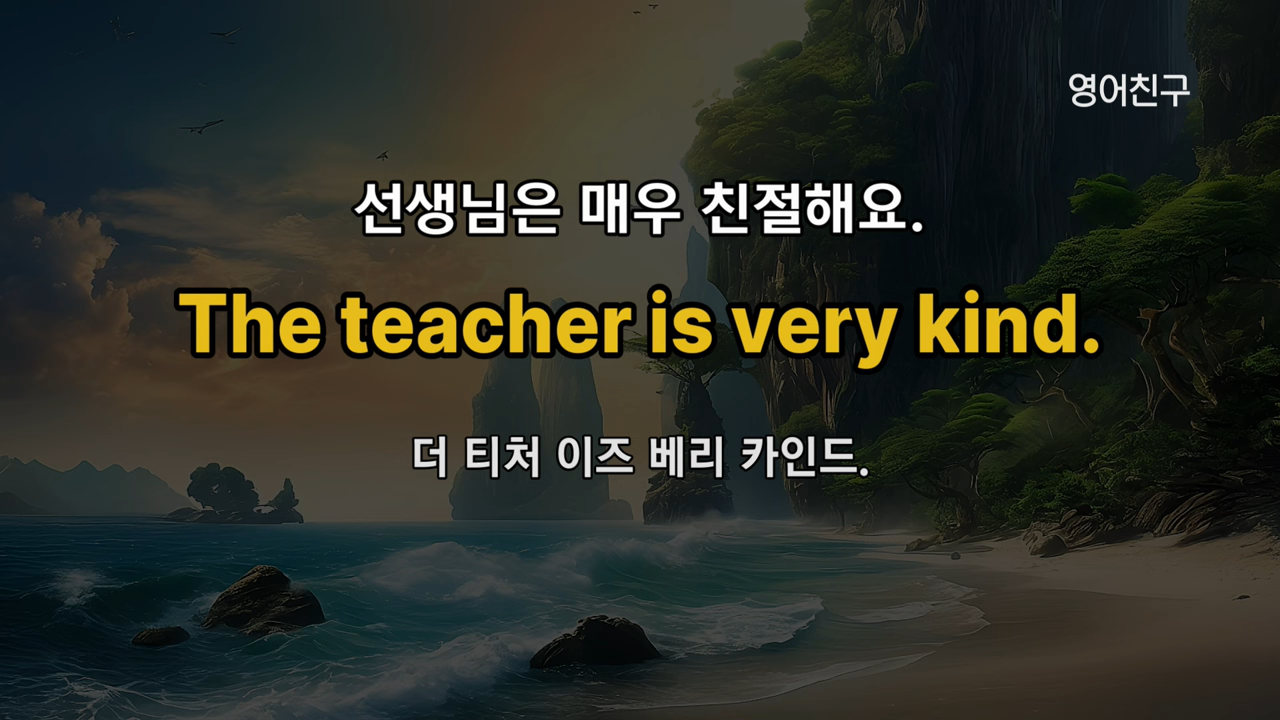 영어친구
선생님은 매우 친절해요.
The teacher is very kind.
더 티처 이즈 베리 카인드.